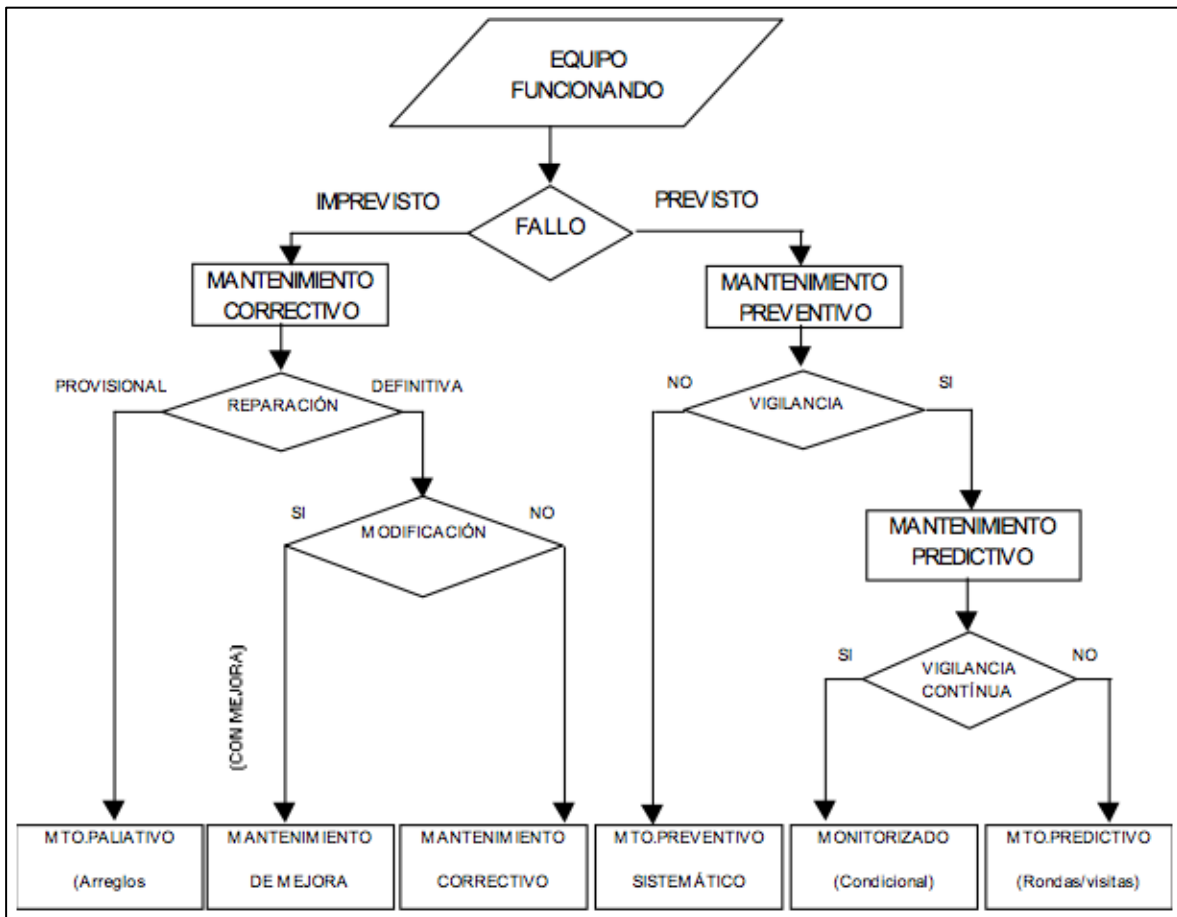 EQUIPO
FUNCIONANDO
IMPREVISTO
PREVISTO
FALLO
MANTENIMIENTO
CORRECTIVO
MANTENIMIENTO
PREVENTIVO
PROVISIONAL
DEFINITIVA
REPARACIÓN
NO
SI
VIGILANCIA
SI
NO
MODIFICACIÓN
MANTENIMIENTO
PREDICTIVO
(CON MEJORA)
SI
NO
VIGILANCIA
CONTÍNUA
MTO.PALIATIVO
(Arreglos
MANTENIMIENTO
DE MEJORA
MANTENIMIENTO
CORRECTIVO
MTO.PREVENTIVO
SISTEMÁTICO
MONITORIZADO
(Condicional)
MTO.PREDICTIVO
(Rondas/visitas)